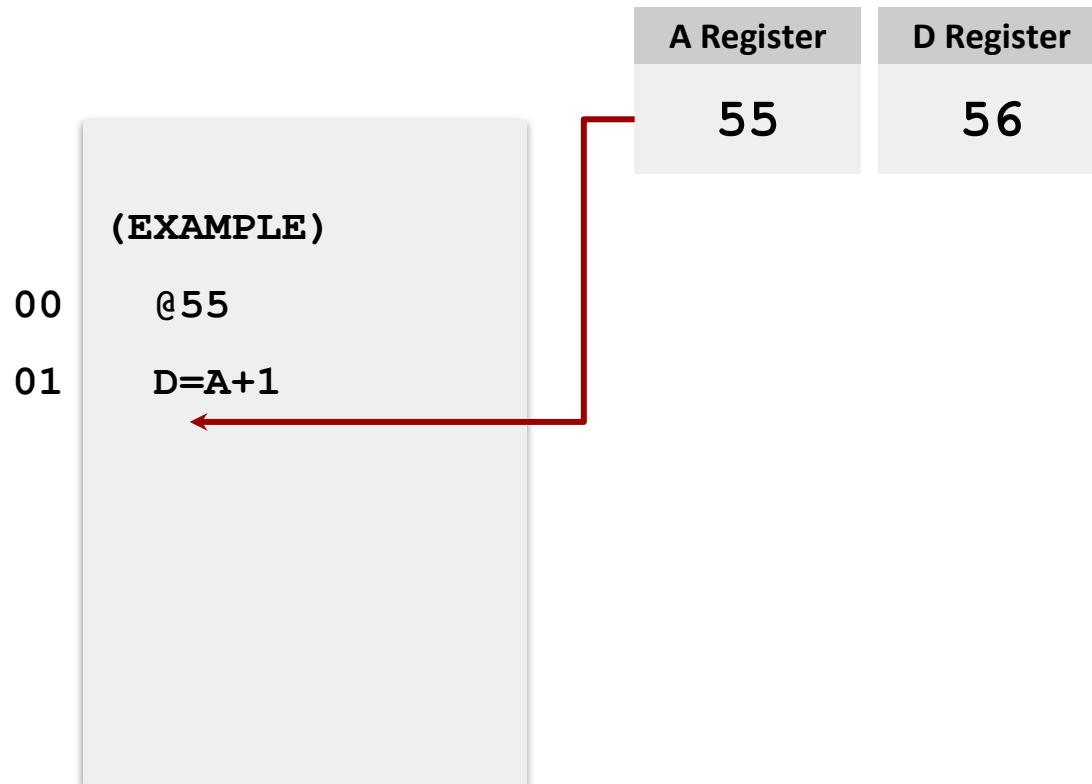 A Register D Register
55 56
(EXAMPLE)
00 @55
01 D=A+1